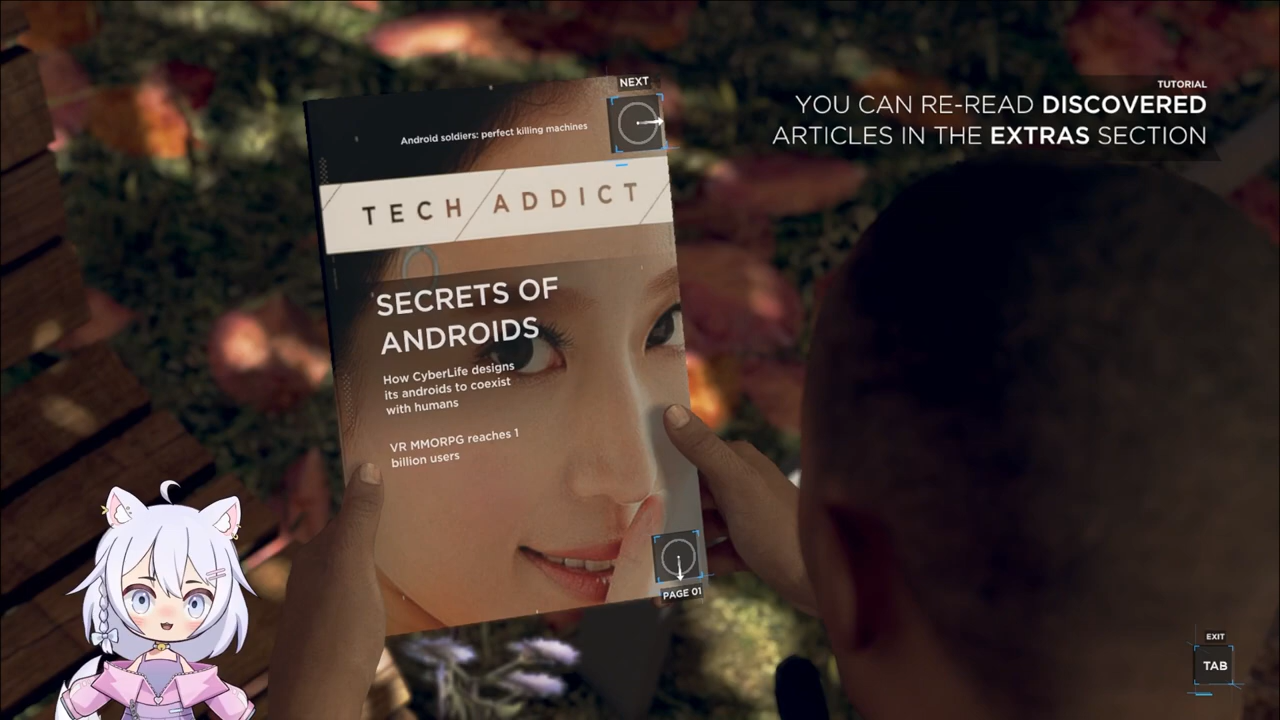 NEXT
Android soldiers: perfect killing machines
TECH ADDICT
SECRETS OF
ANDROIDS
How CyberLife designs
its androids to coexist
with humans
VR MMORPG reaches 1
billion users
PAGE 01
TUTORIAL
YOU CAN RE-READ DISCOVERED
ARTICLES IN THE EXTRAS SECTION
EXIT
TAB